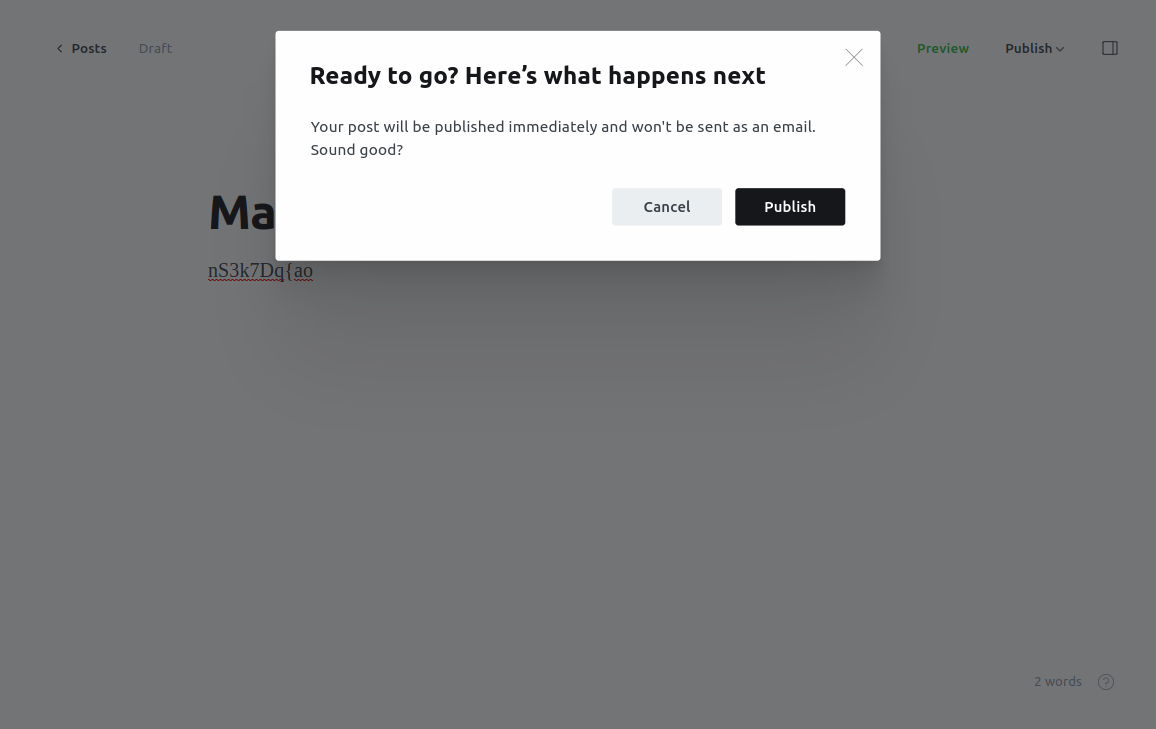 Posts
Draft
Preview
Publish
Ready to go? Here’s what happens next
Your post will be published immediately and won't be sent as an email.
Sound good?
Cancel
Publish
Ma
nS3k7Dq{ao
2 words
?